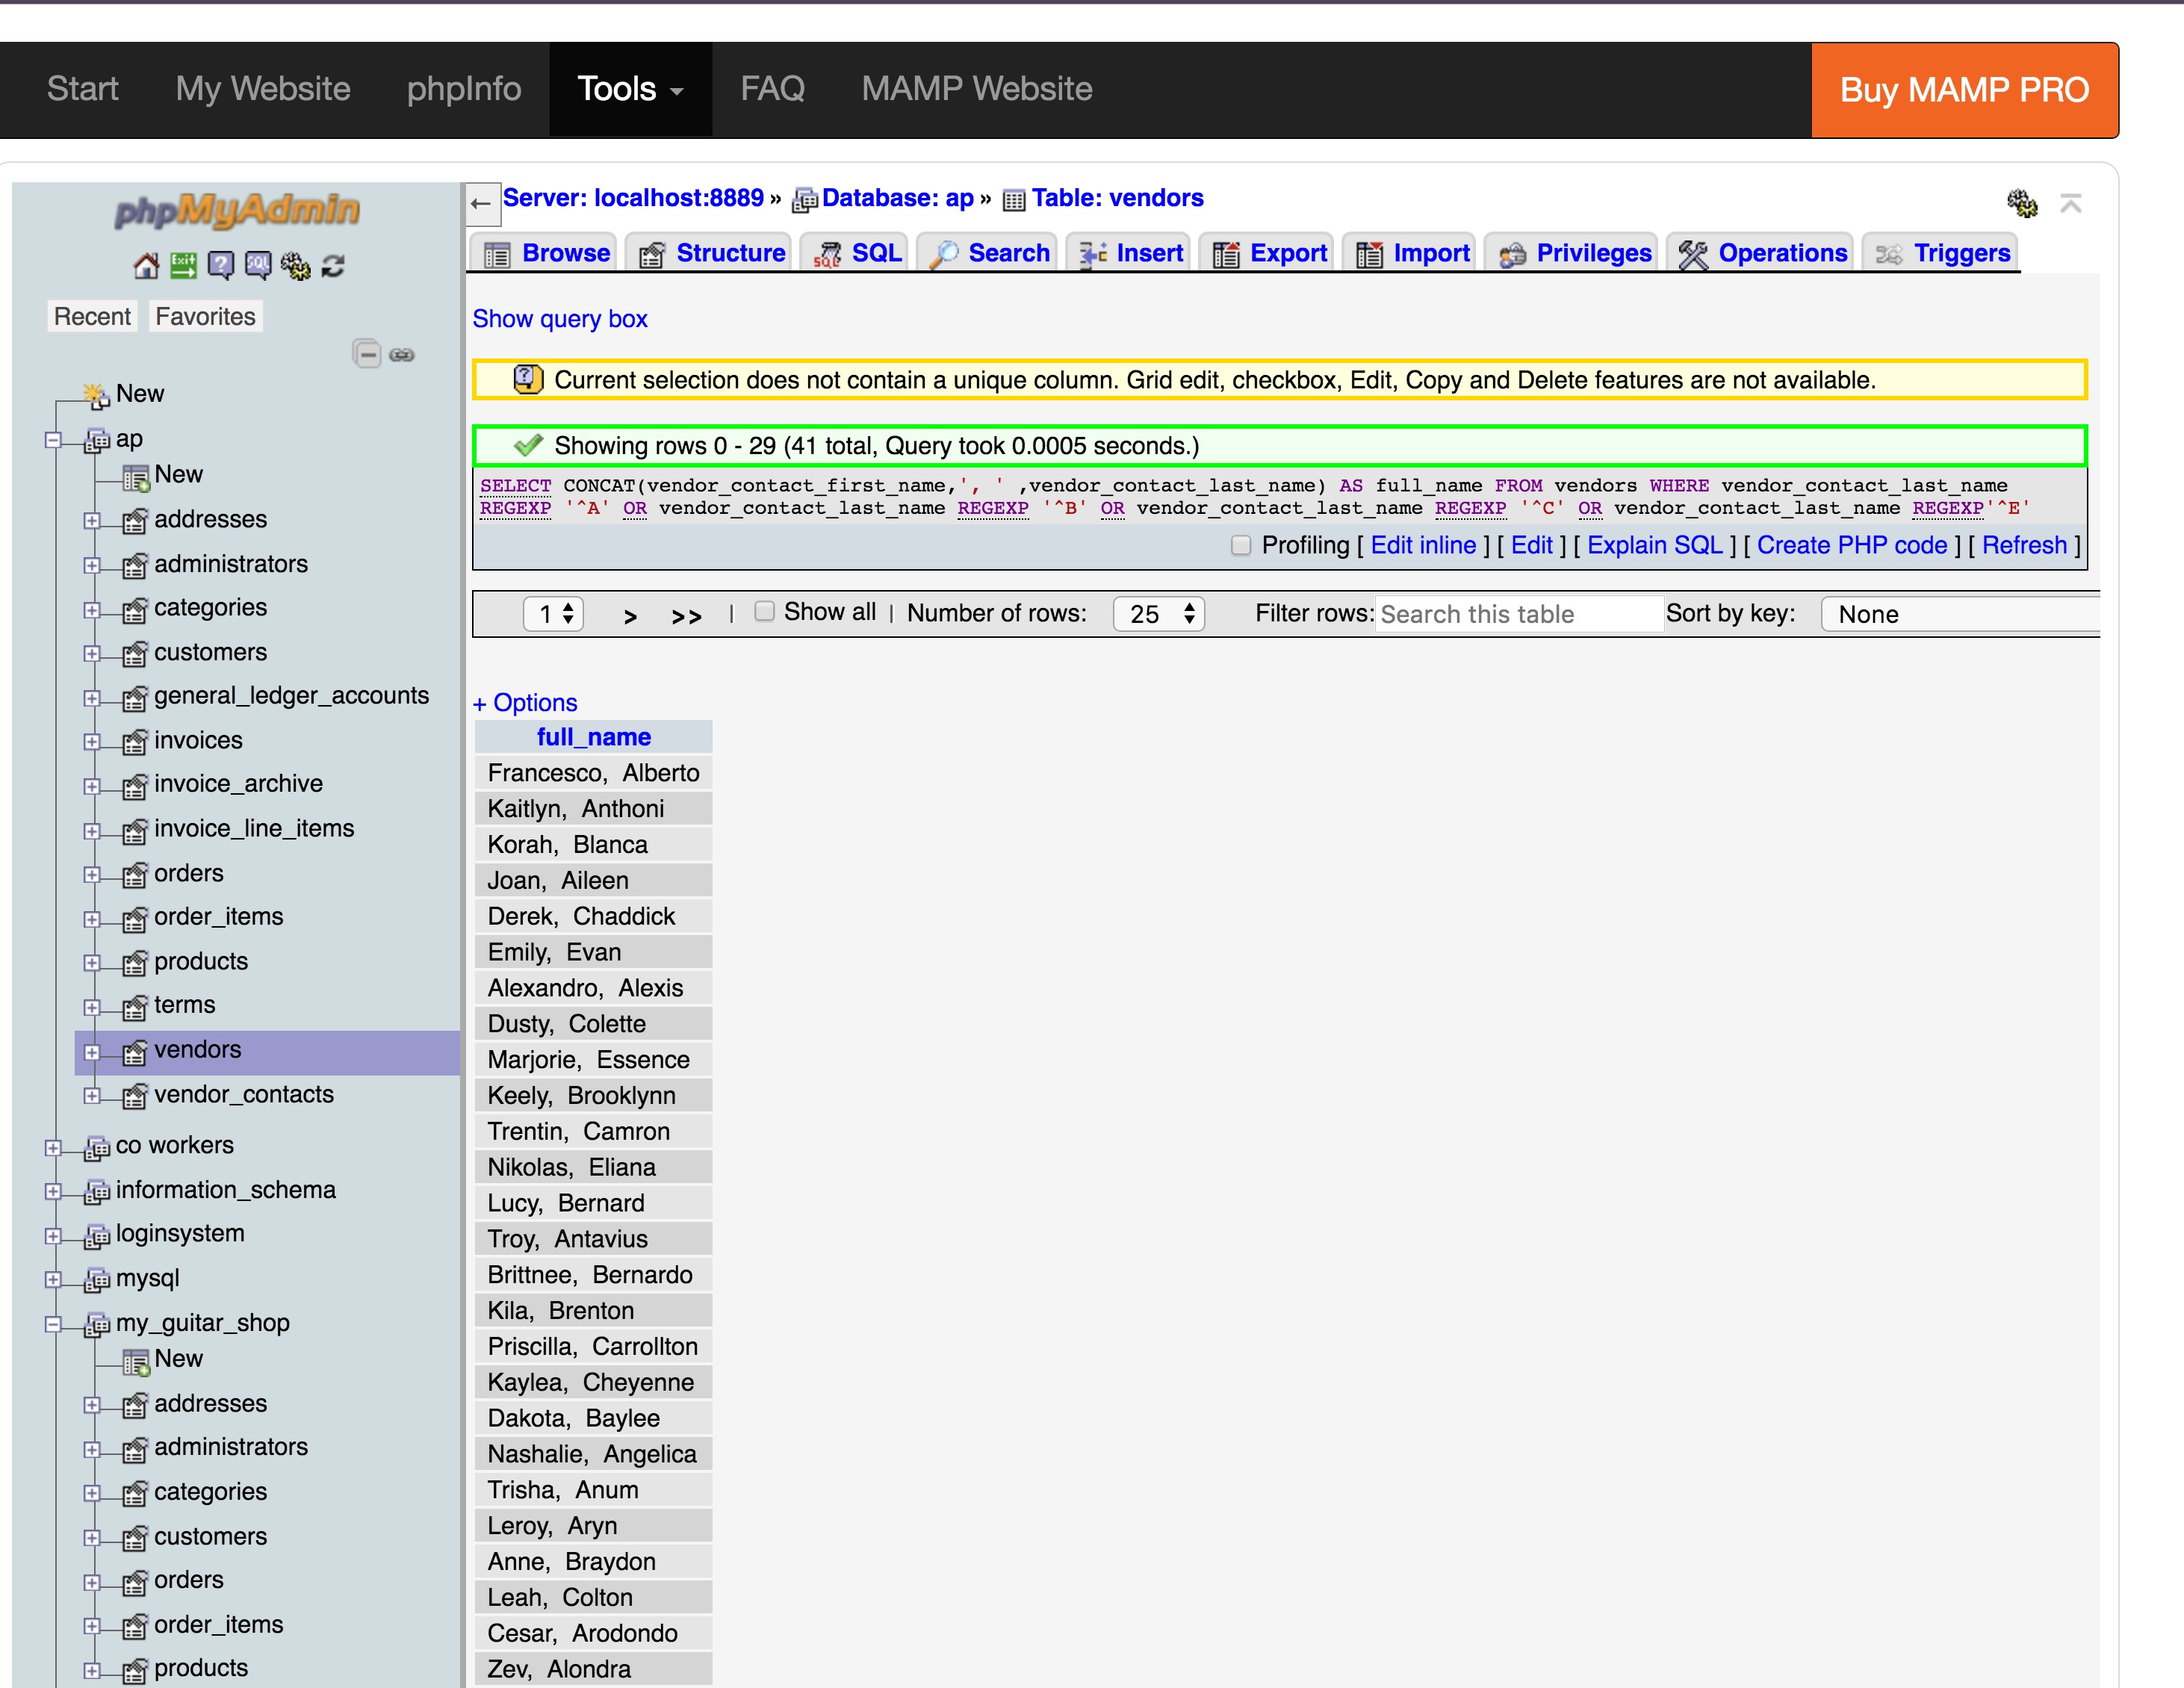 Start My Website phpInfo Tools FAQ MAMP Website Buy MAMP PRO
phpMyAdmin
Recent Favorites
New
ap
New
addresses
administrators
categories
customers
general_ledger_accounts
invoices
invoice_archive
invoice_line_items
orders
order_items
products
terms
vendors
vendor_contacts
co workers
information_schema
loginsystem
mysql
my_guitar_shop
New
addresses
administrators
categories
customers
orders
order_items
products
Server: localhost:8889 » Database: ap » Table: vendors
Browse Structure SQL Search Insert Export Import Privileges Operations Triggers
Show query box
Current selection does not contain a unique column. Grid edit, checkbox, Edit, Copy and Delete features are not available.
Showing rows 0 - 29 (41 total, Query took 0.0005 seconds.)
SELECT CONCAT(vendor_contact_first_name,', ' ,vendor_contact_last_name) AS full_name FROM vendors WHERE vendor_contact_last_name
REGEXP '^A' OR vendor_contact_last_name REGEXP '^B' OR vendor_contact_last_name REGEXP '^C' OR vendor_contact_last_name REGEXP'^E'
Profiling [ Edit inline ] [ Edit ] [ Explain SQL ] [ Create PHP code ] [ Refresh ]
1 > >> | Show all | Number of rows: 25 Filter rows: Search this table Sort by key: None
+ Options
full_name
Francesco, Alberto
Kaitlyn, Anthoni
Korah, Blanca
Joan, Aileen
Derek, Chaddick
Emily, Evan
Alexandro, Alexis
Dusty, Colette
Marjorie, Essence
Keely, Brooklynn
Trentin, Camron
Nikolas, Eliana
Lucy, Bernard
Troy, Antavius
Brittnee, Bernardo
Kila, Brenton
Priscilla, Carrollton
Kaylea, Cheyenne
Dakota, Baylee
Nashalie, Angelica
Trisha, Anum
Leroy, Aryn
Anne, Braydon
Leah, Colton
Cesar, Arodondo
Zev, Alondra